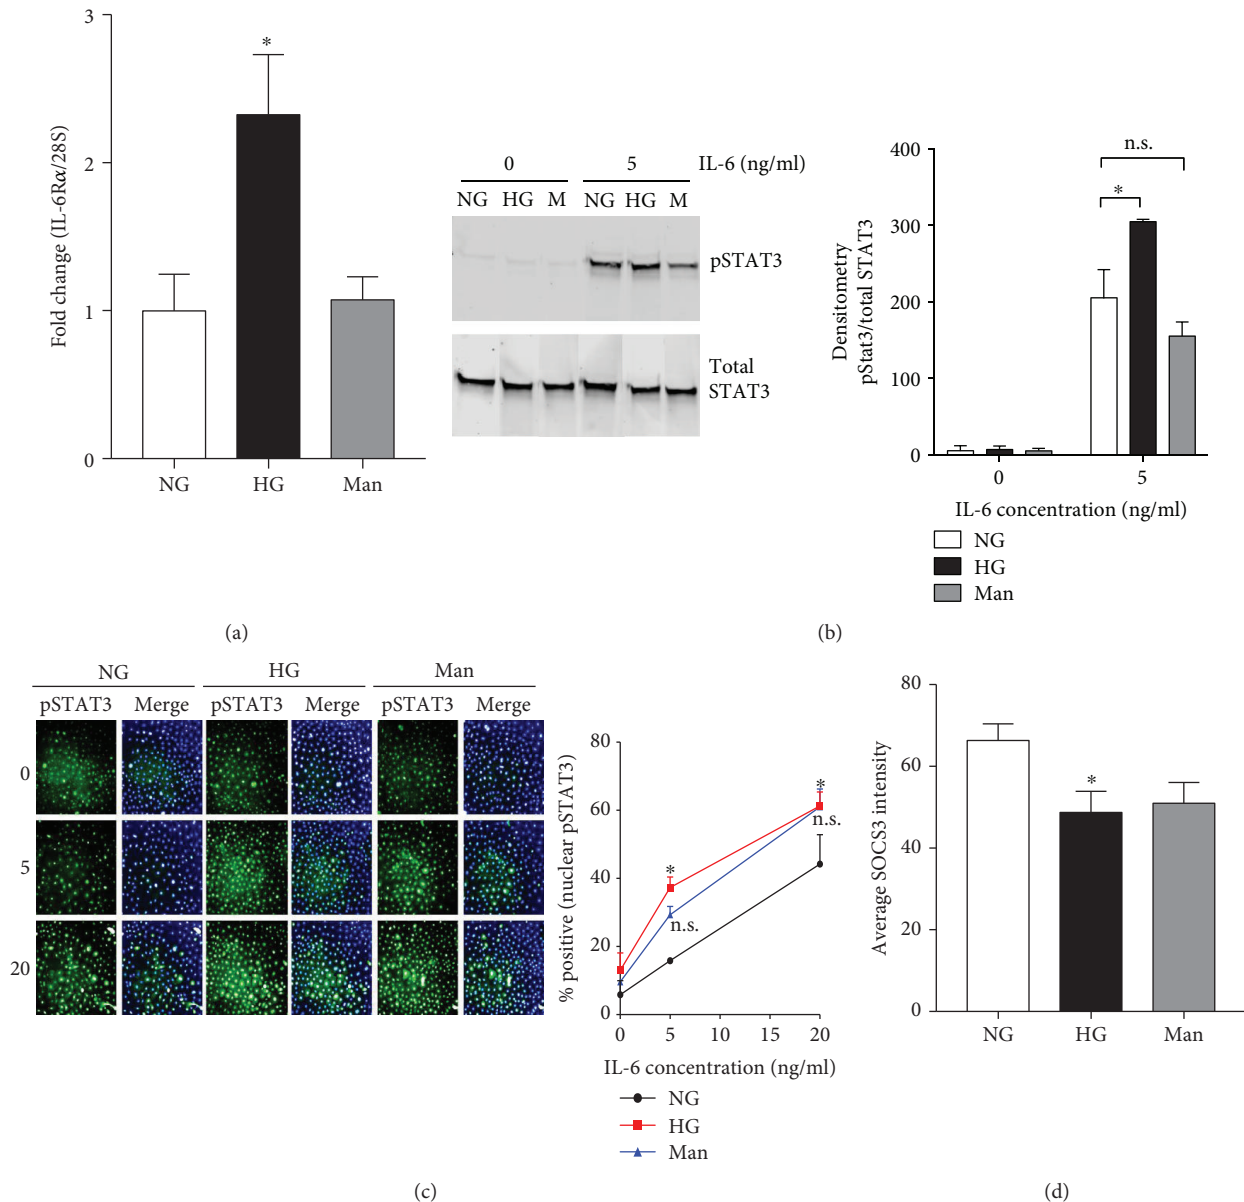 3
2
1
0
Fold change (IL-6Rα/28S)
*
NG HG Man
(a)
0 5 IL-6 (ng/ml)
NG HG M NG HG M
pSTAT3
Total
STAT3
400
300
200
100
0
Densitometry
pStat3/total STAT3
n.s.
*
0 5
IL-6 concentration (ng/ml)
NG
HG
Man
(b)
NG HG Man
pSTAT3 Merge pSTAT3 Merge pSTAT3 Merge
0
5
20
80
60
40
20
0
% positive (nuclear pSTAT3)
*
n.s.
*
n.s.
0 5 10 15 20
IL-6 concentration (ng/ml)
NG
HG
Man
(c)
80
60
40
20
0
Average SOCS3 intensity
*
NG HG Man
(d)